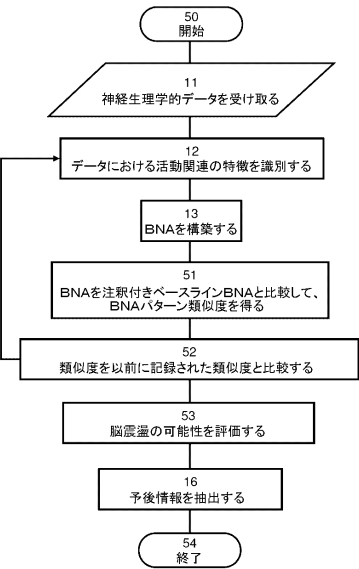 50
開始
11
神経生理学的データを受け取る
12
データにおける活動関連の特徴を識別する
13
ＢＮＡを構築する
51
ＢＮＡを注釈付きベースラインＢＮＡと比較して、
ＢＮＡパターン類似度を得る
52
類似度を以前に記録された類似度と比較する
53
脳震盪の可能性を評価する
16
予後情報を抽出する
54
終了